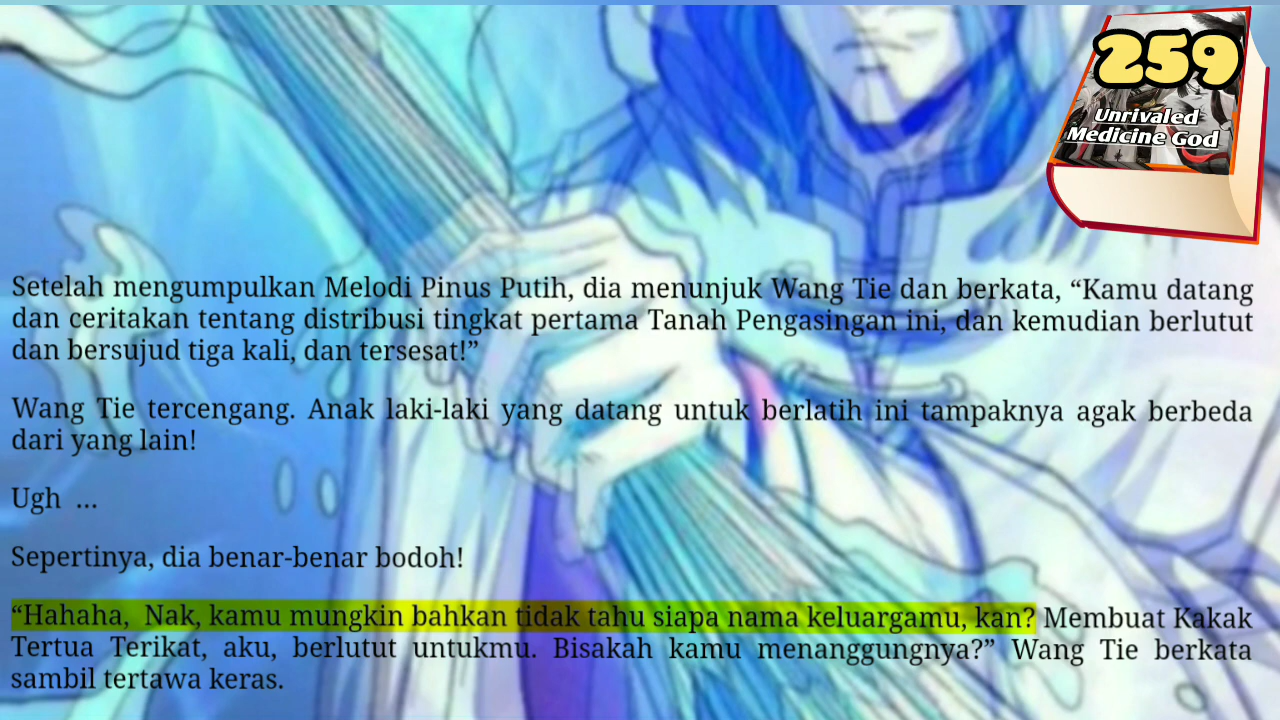 259
Unrivaled
Medicine God
Setelah mengumpulkan Melodi Pinus Putih, dia menunjuk Wang Tie dan berkata, “Kamu datang
dan ceritakan tentang distribusi tingkat pertama Tanah Pengasingan ini, dan kemudian berlutut
dan bersujud tiga kali, dan tersesat!”
Wang Tie tercengang. Anak laki-laki yang datang untuk berlatih ini tampaknya agak berbeda
dari yang lain!
Ugh  ...
Sepertinya, dia benar-benar bodoh!
“Hahaha,  Nak, kamu mungkin bahkan tidak tahu siapa nama keluargamu, kan? Membuat Kakak
Tertua Terikat, aku, berlutut untukmu. Bisakah kamu menanggungnya?” Wang Tie berkata
sambil tertawa keras.